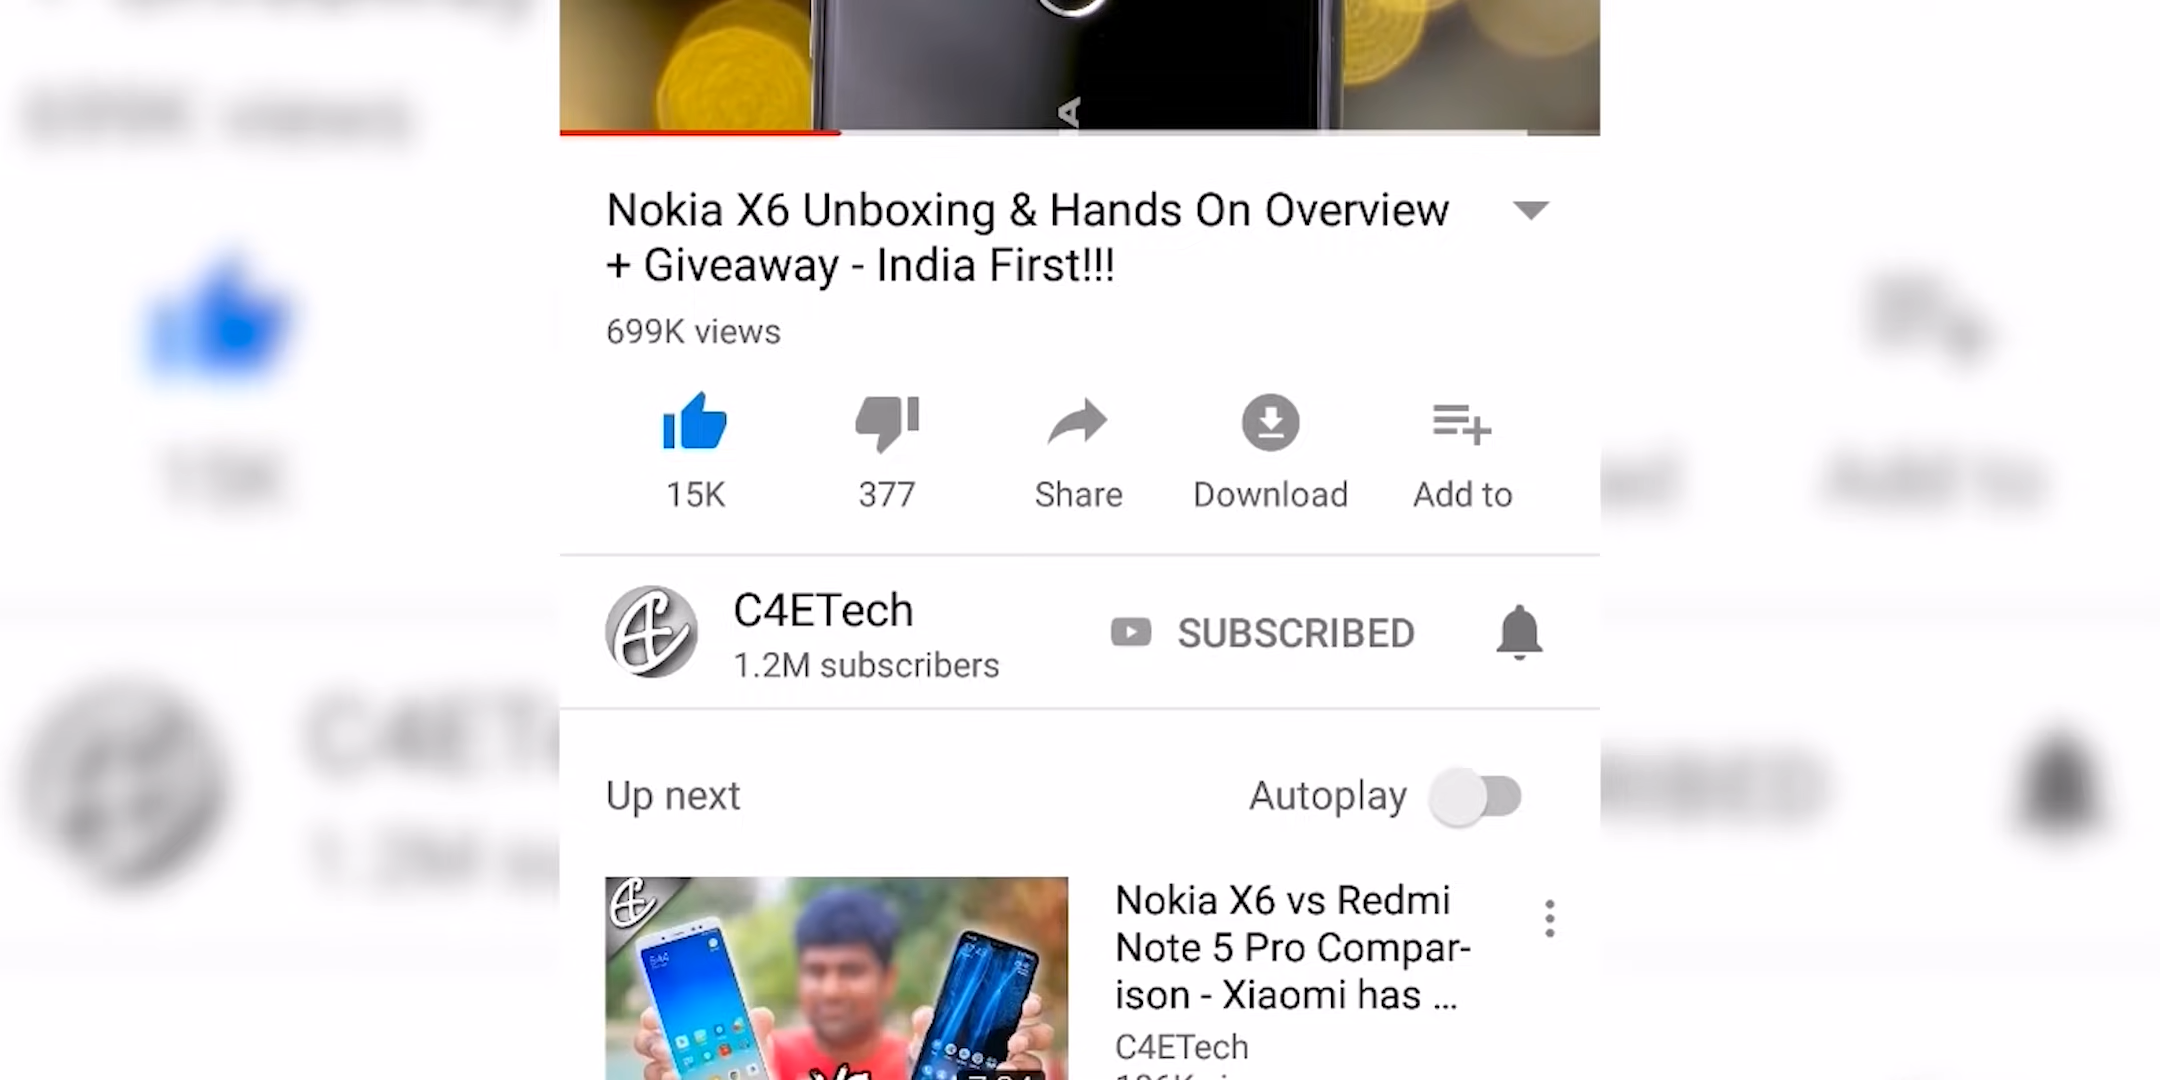 Nokia X6 Unboxing & Hands On Overview
+ Giveaway - India First!!!
699K views
15K
377
Share
Download
Add to
C4ETech
1.2M subscribers
SUBSCRIBED
Up next
Autoplay
Nokia X6 vs Redmi
Note 5 Pro Compar-
ison - Xiaomi has ...
C4ETech